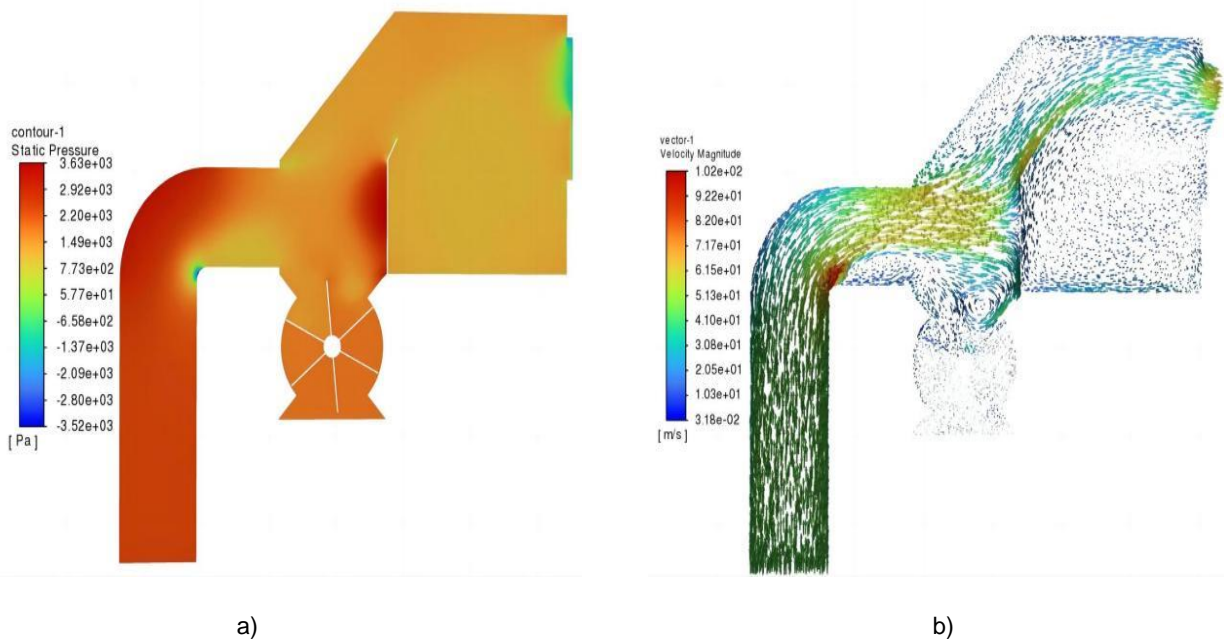 contour-1
Static Pressure
3.63e+03
2.92e+03
2.20e+03
1.49e+03
7.73e+02
5.77e+01
-6.58e+02
-1.37e+03
-2.09e+03
-2.80e+03
-3.52e+03
[ Pa ]
vector-1
Velocity Magnitude
1.02e+02
9.22e+01
8.20e+01
7.17e+01
6.15e+01
5.13e+01
4.10e+01
3.08e+01
2.05e+01
1.03e+01
3.18e-02
[ m/s ]
a)
b)